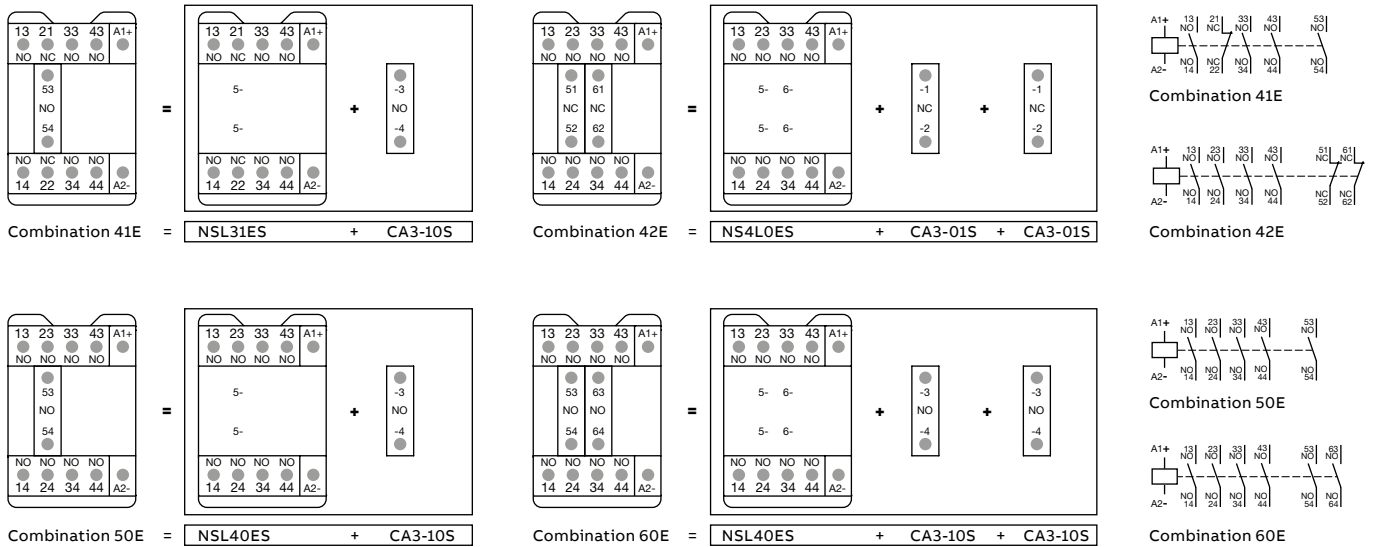 13 21 33 43 A1+
NO NC NO NO
53
NO
54
NO NC NO NO
14 22 34 44 A2-
=
13 21 33 43 A1+
NO NC NO NO
5-
5-
NO NC NO NO
14 22 34 44 A2-
+
-3
NO
-4
Combination 41E = NSL31ES + CA3-10S
13 23 33 43 A1+
NO NO NO NO
51 61
NC NC
52 62
NO NO NO NO
14 24 34 44 A2-
=
13 23 33 43 A1+
NO NO NO NO
5- 6-
5- 6-
NO NO NO NO
14 24 34 44 A2-
+
-1
NC
-2
+
-1
NC
-2
Combination 42E = NS4L0ES + CA3-01S + CA3-01S
A1+ 13 21 33 43 53
NO NC NO NO NO
NO NC NO NO NO
A2- 14 22 34 44 54
Combination 41E
A1+ 13 23 33 43 51 61
NO NO NO NO NC NC
NO NO NO NO NC NC
A2- 14 24 34 44 52 62
Combination 42E
13 23 33 43 A1+
NO NO NO NO
53
NO
54
NO NO NO NO
14 24 34 44 A2-
=
13 23 33 43 A1+
NO NO NO NO
5-
5-
NO NO NO NO
14 24 34 44 A2-
+
-3
NO
-4
Combination 50E = NSL40ES + CA3-10S
13 23 33 43 A1+
NO NO NO NO
53 63
NO NO
54 64
NO NO NO NO
14 24 34 44 A2-
=
13 23 33 43 A1+
NO NO NO NO
5- 6-
5- 6-
NO NO NO NO
14 24 34 44 A2-
+
-3
NO
-4
+
-3
NO
-4
Combination 60E = NSL40ES + CA3-10S + CA3-10S
A1+ 13 23 33 43 53
NO NO NO NO NO
NO NO NO NO NO
A2- 14 24 34 44 54
Combination 50E
A1+ 13 23 33 43 53 63
NO NO NO NO NO NO
NO NO NO NO NO NO
A2- 14 24 34 44 54 64
Combination 60E